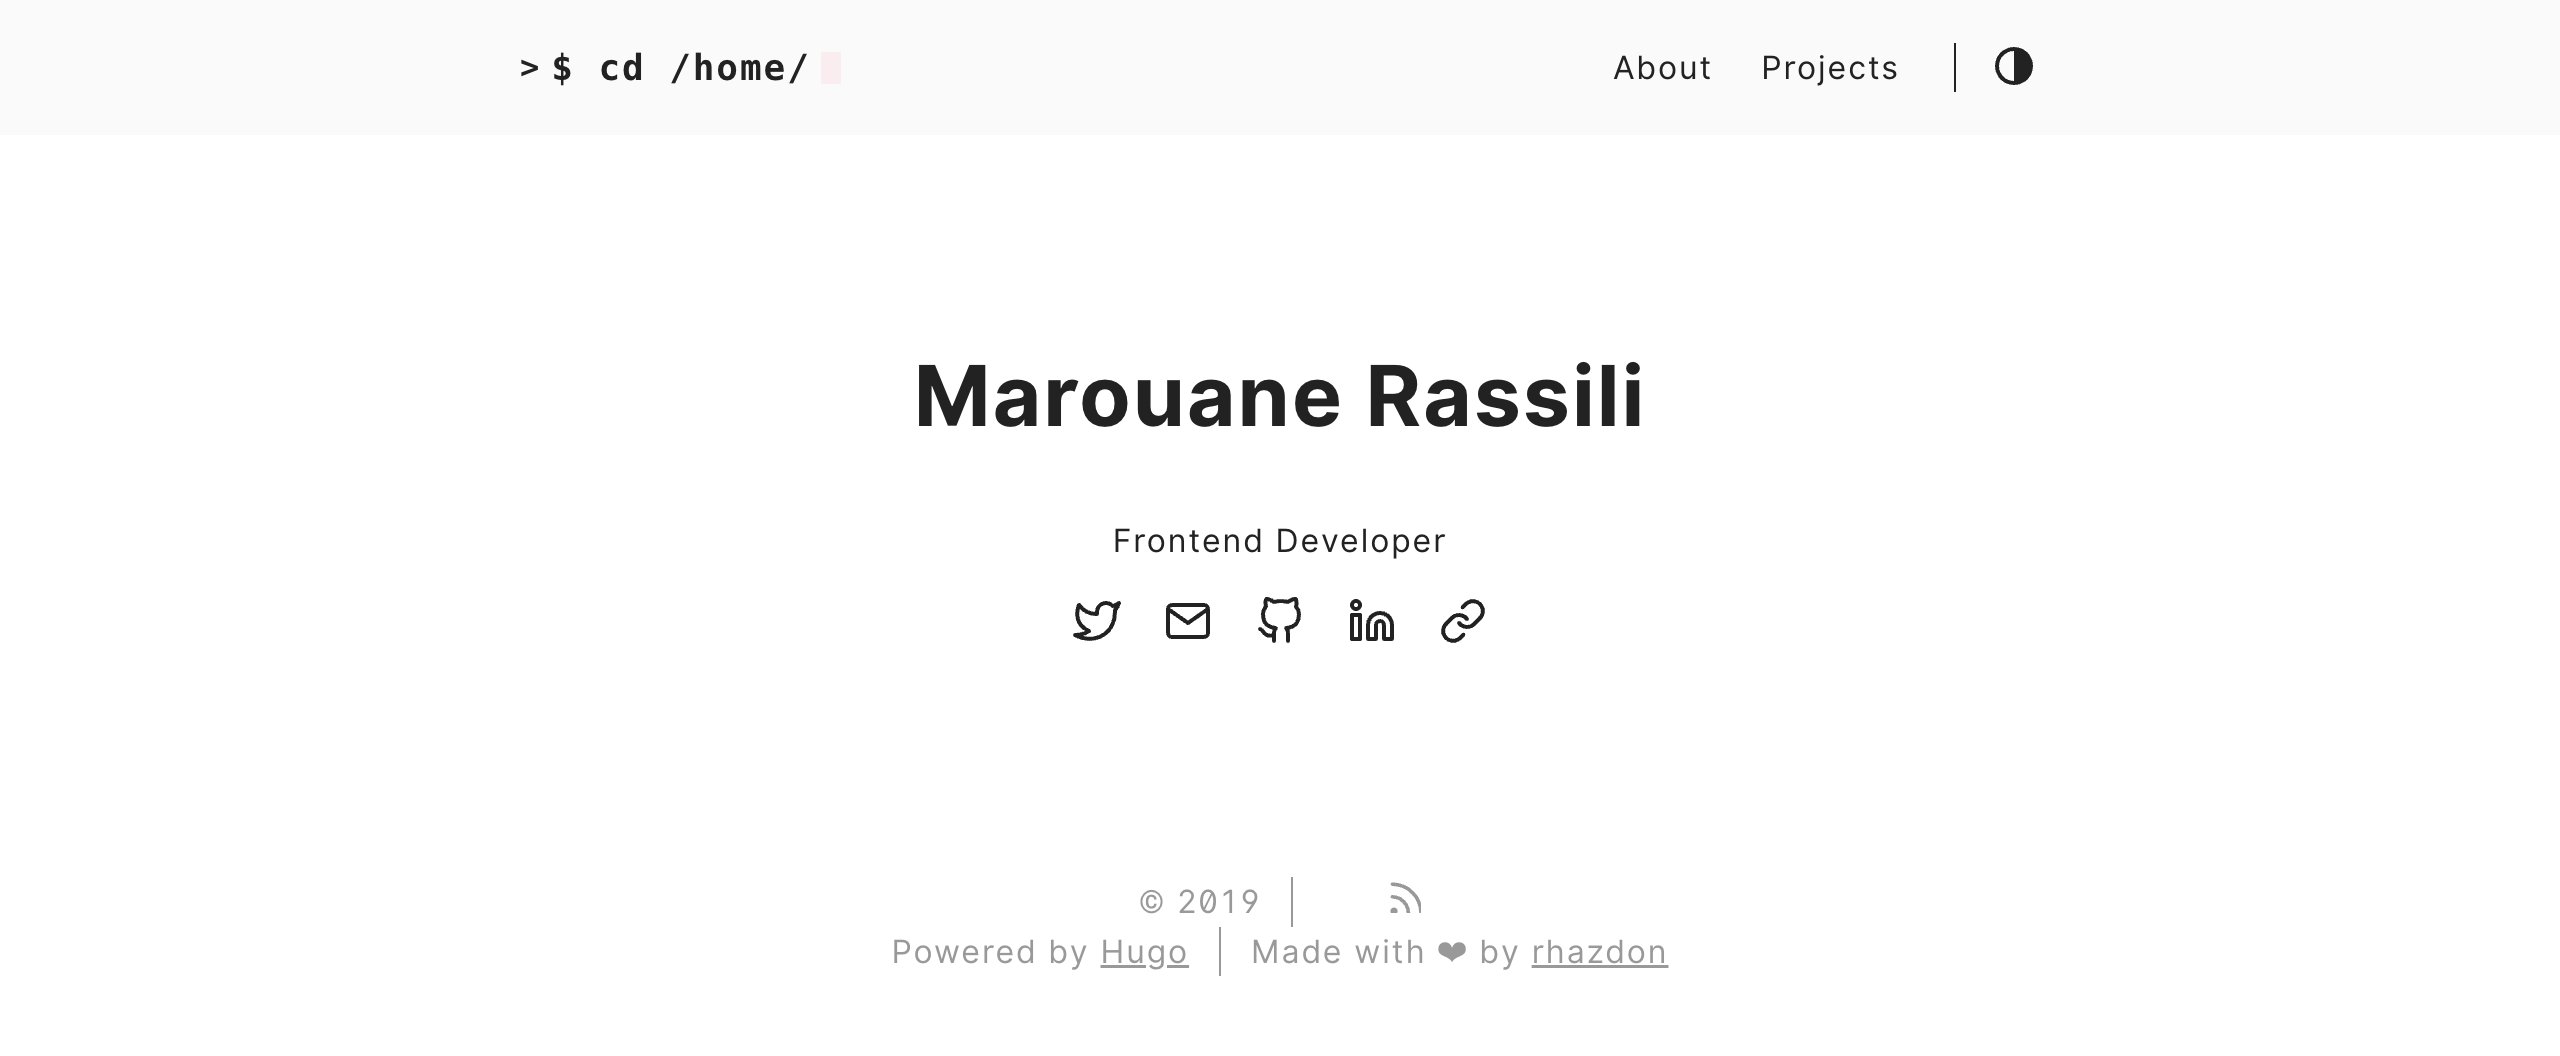 > $ cd /home/
About Projects
Marouane Rassili
Frontend Developer
© 2019
Powered by Hugo | Made with ❤ by rhazdon